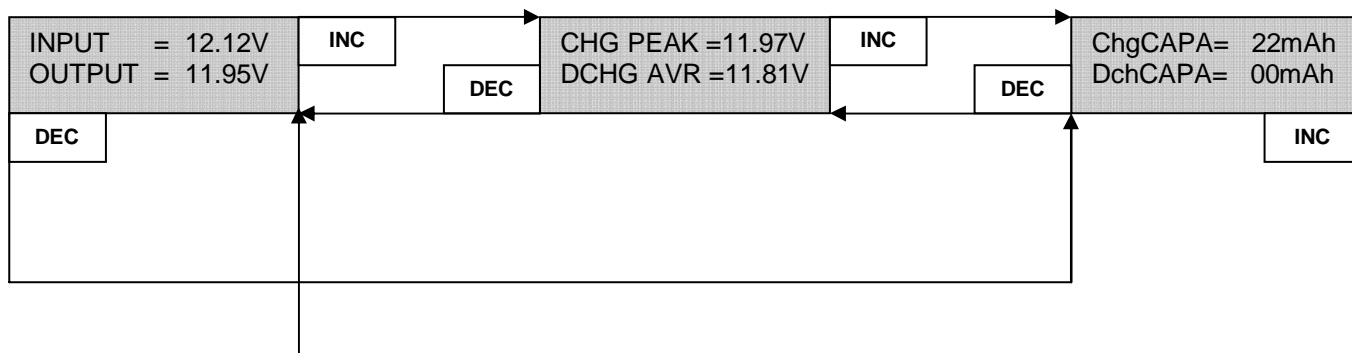 INPUT = 12.12V
OUTPUT = 11.95V
INC
DEC
CHG PEAK =11.97V
DCHG AVR =11.81V
INC
DEC
DEC
ChgCAPA= 22mAh
DchCAPA= 00mAh
INC